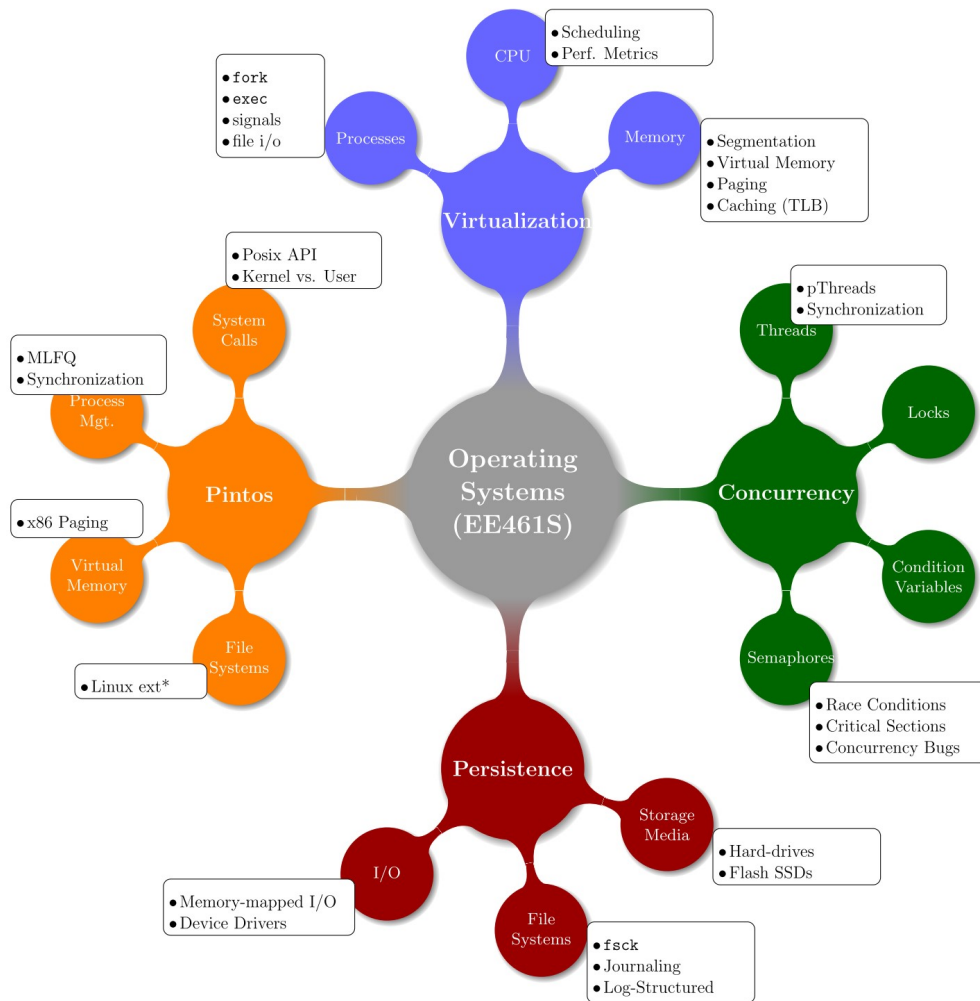 Operating
Systems
(EE461S)
Virtualization
Processes
● fork
● exec
● signals
● file i/o
CPU
● Scheduling
● Perf. Metrics
Memory
● Segmentation
● Virtual Memory
● Paging
● Caching (TLB)
Concurrency
Threads
● pThreads
● Synchronization
Locks
Condition
Variables
Semaphores
● Race Conditions
● Critical Sections
● Concurrency Bugs
Persistence
Storage
Media
● Hard-drives
● Flash SSDs
File
Systems
● fsck
● Journaling
● Log-Structured
I/O
● Memory-mapped I/O
● Device Drivers
Pintos
System
Calls
● Posix API
● Kernel vs. User
Process
Mgt.
● MLFQ
● Synchronization
Virtual
Memory
● x86 Paging
File
Systems
● Linux ext*